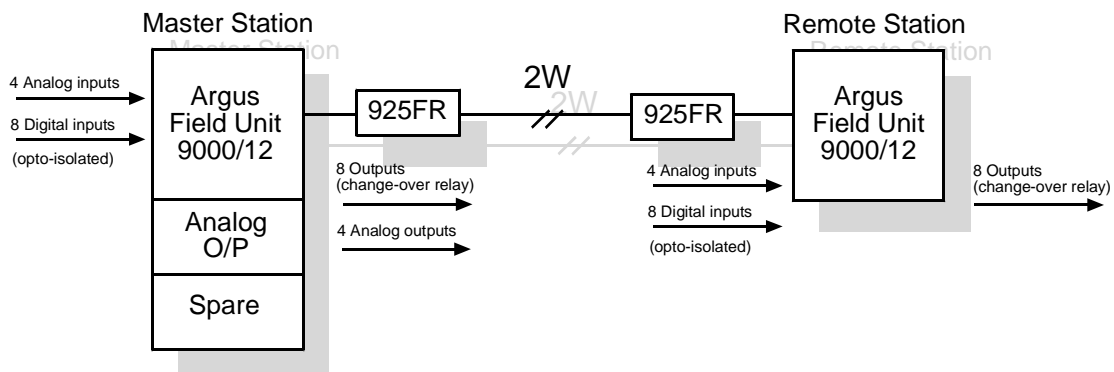 Master Station
Remote Station
4 Analog inputs
8 Digital inputs
(opto-isolated)
Argus
Field Unit
9000/12
Analog
O/P
Spare
925FR
2W
925FR
8 Outputs
(change-over relay)
4 Analog outputs
4 Analog inputs
8 Digital inputs
(opto-isolated)
Argus
Field Unit
9000/12
8 Outputs
(change-over relay)